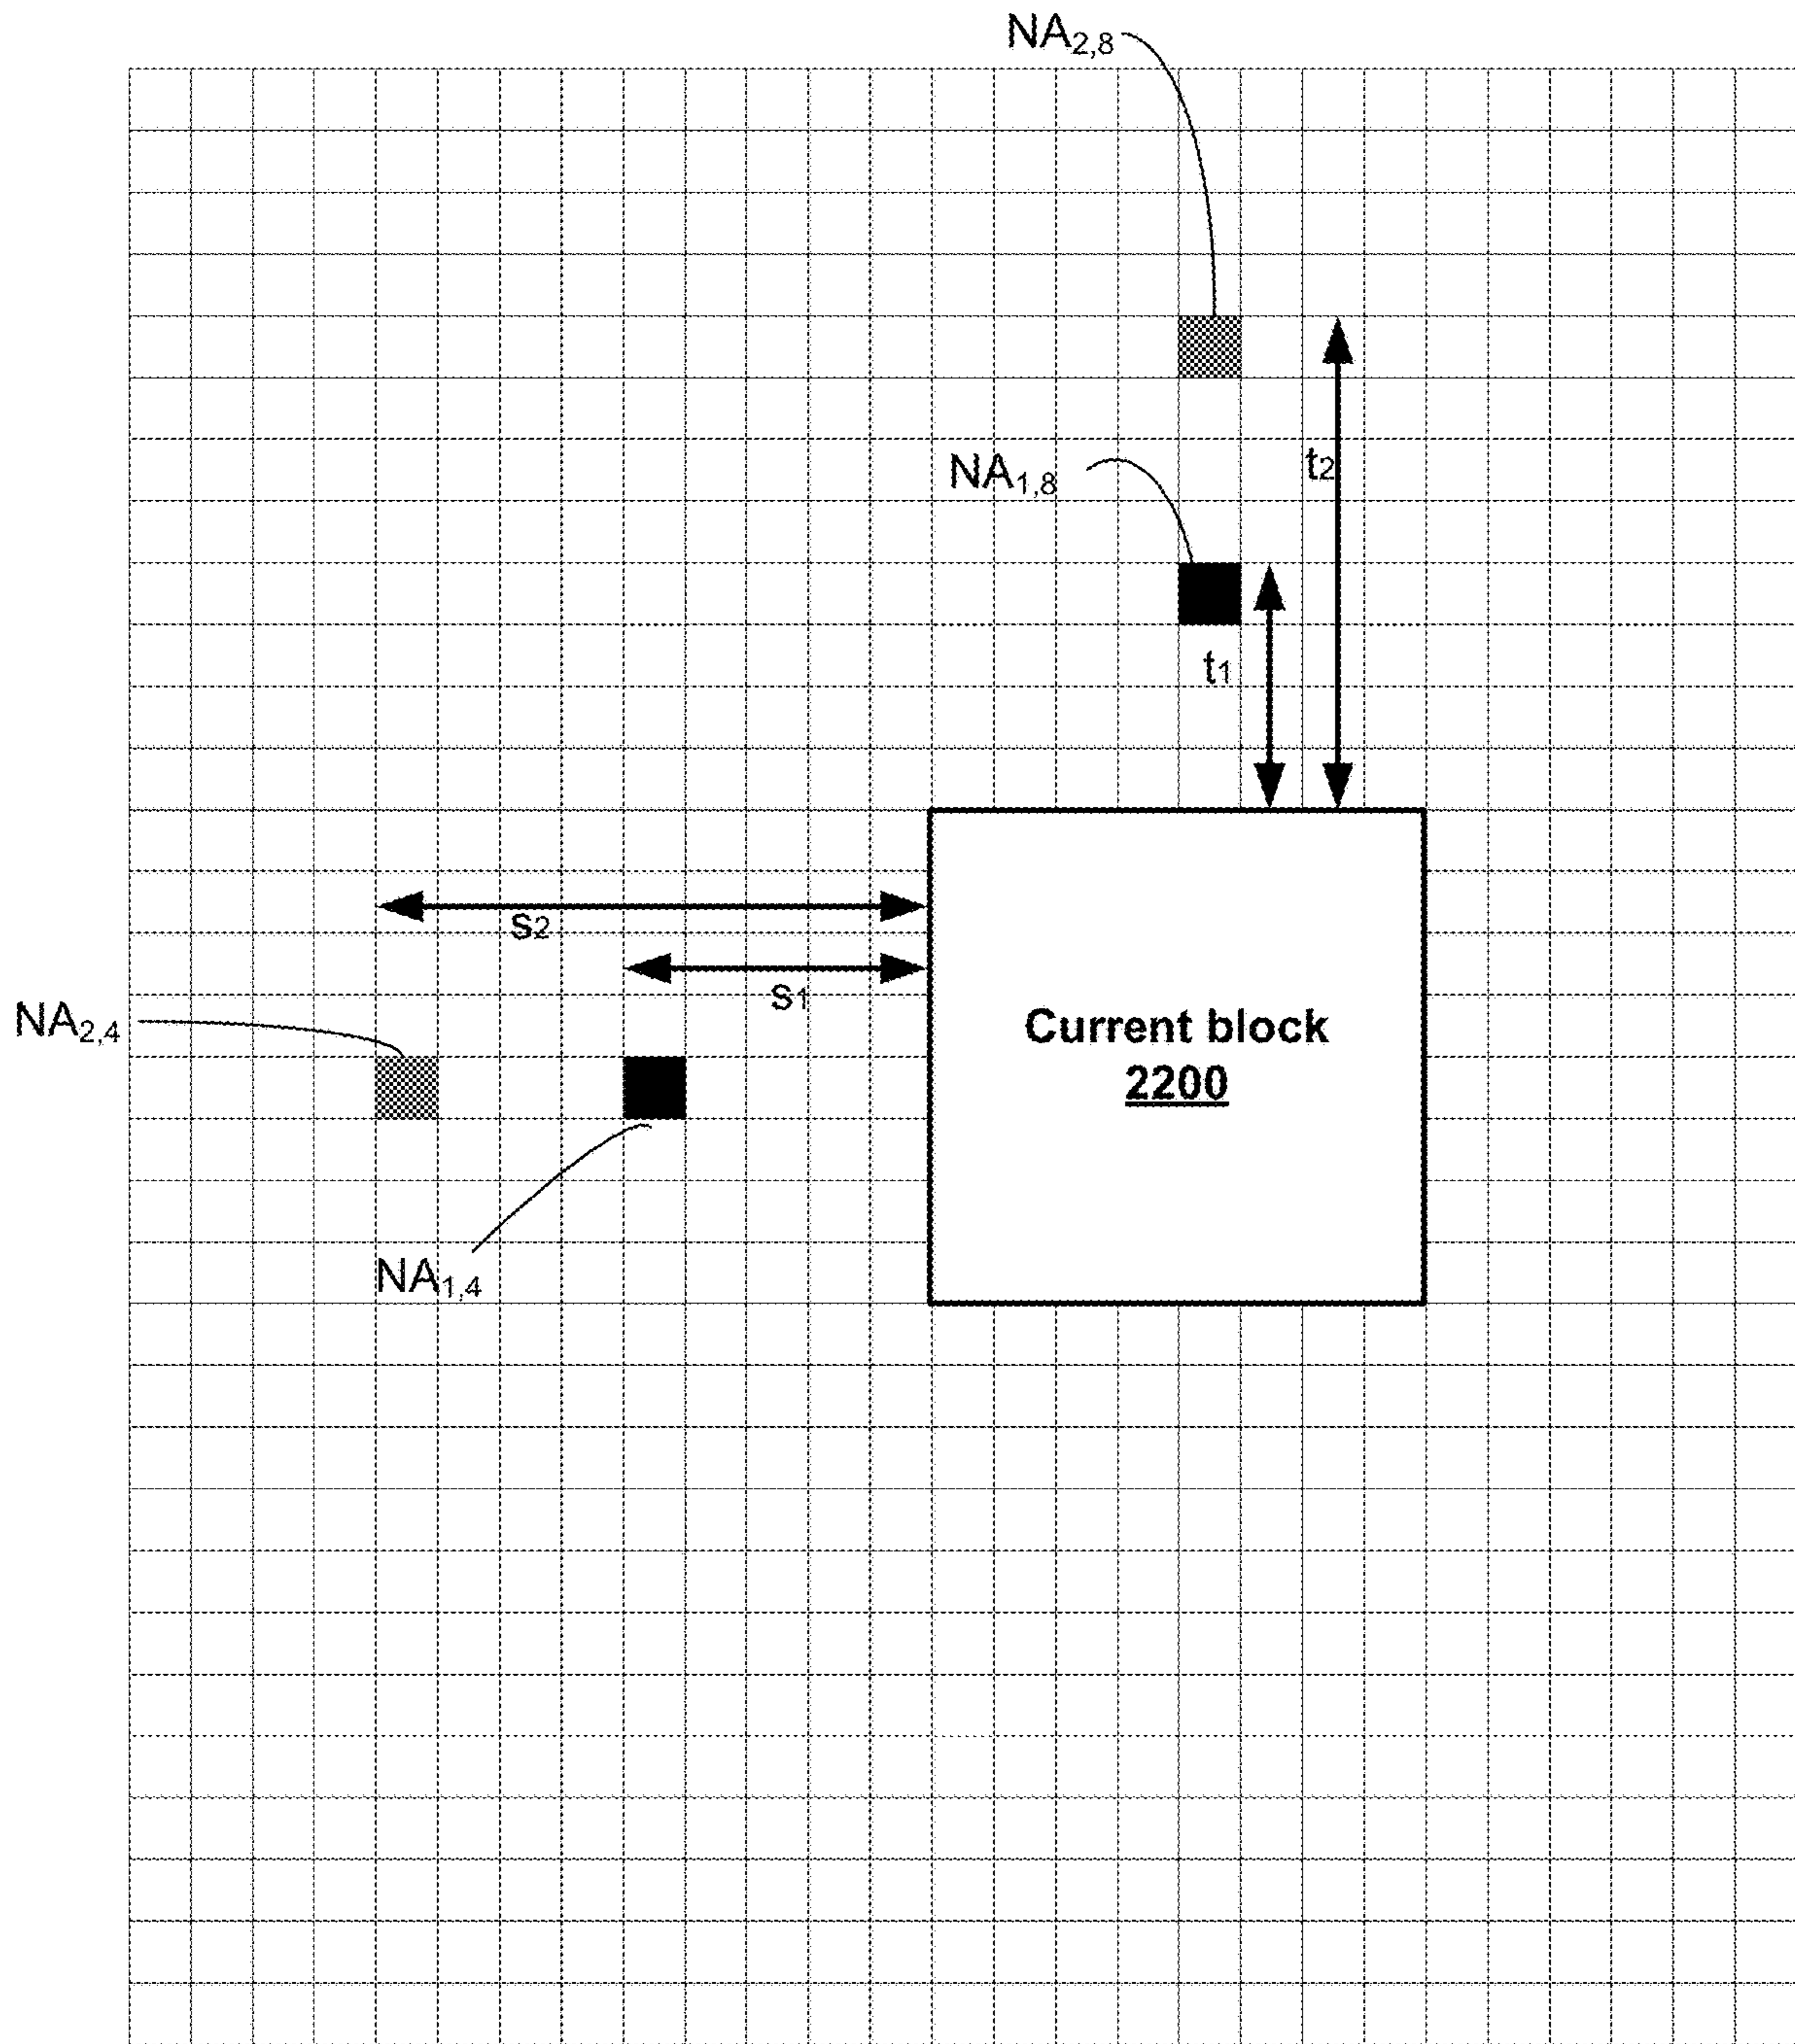 NA2,8
NA1,8
t2
t1
s2
s1
NA2,4
Current block
2200
NA1,4